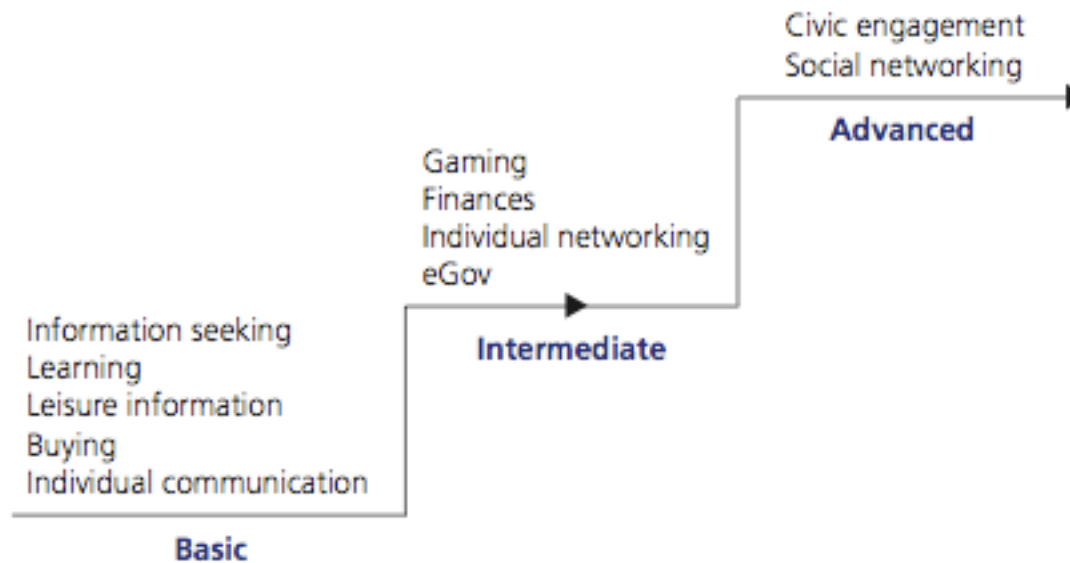 Civic engagement
Social networking
Advanced
Gaming
Finances
Individual networking
eGov
Intermediate
Information seeking
Learning
Leisure information
Buying
Individual communication
Basic